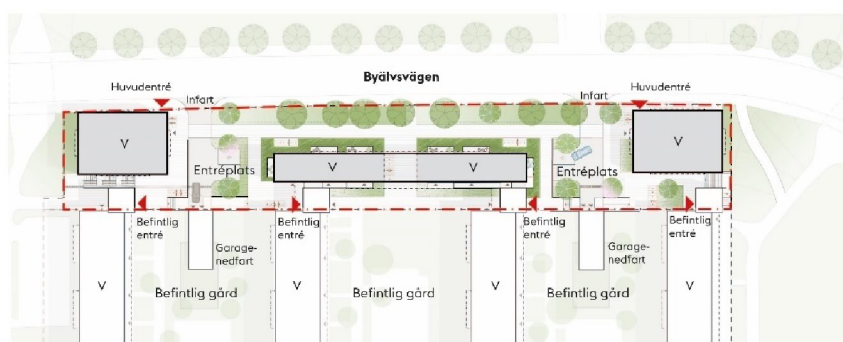 Byälvsvägen
Huvudentré
Infart
Infart
Huvudentré
V
V
V
V
Entréplats
Entréplats
Befintlig
entré
Befintlig
entré
Befintlig
entré
Befintlig
entré
Garage-
nedfart
Garage-
nedfart
V
Befintlig gård
V
Befintlig gård
V
Befintlig gård
V